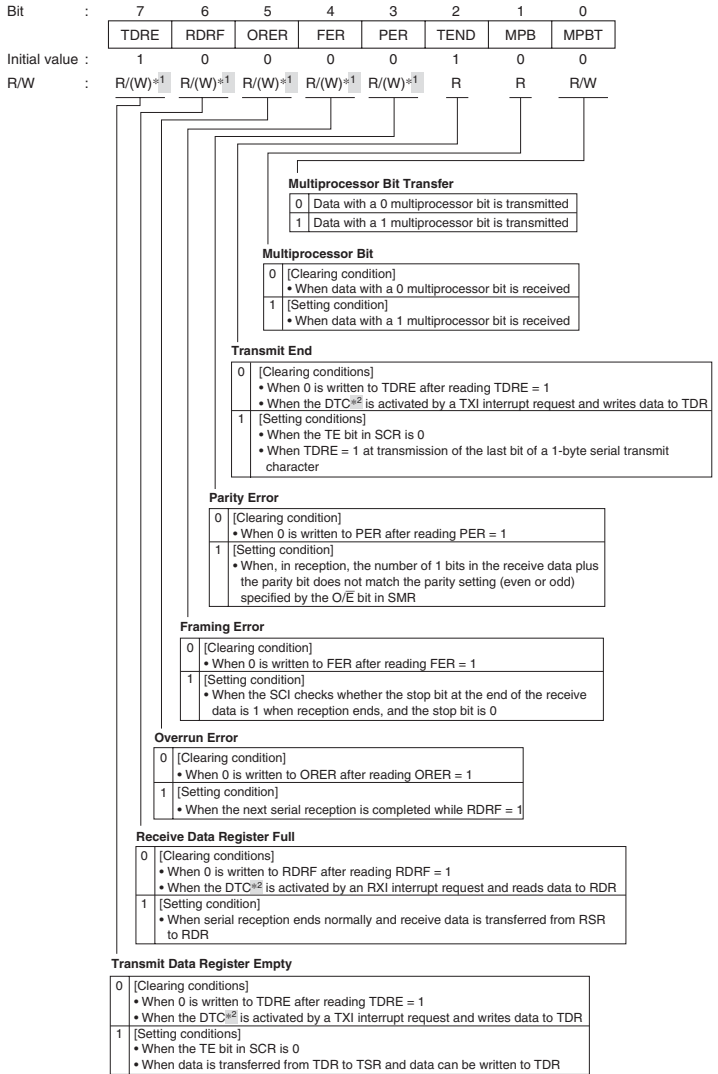 Bit : 7 6 5 4 3 2 1 0
TDRE RDRF ORER FER PER TEND MPB MPBT
Initial value : 1 0 0 0 0 1 0 0
R/W : R/(W)*1 R/(W)*1 R/(W)*1 R/(W)*1 R/(W)*1 R R R/W
Multiprocessor Bit Transfer
0 Data with a 0 multiprocessor bit is transmitted
1 Data with a 1 multiprocessor bit is transmitted
Multiprocessor Bit
0 [Clearing condition]
• When data with a 0 multiprocessor bit is received
1 [Setting condition]
• When data with a 1 multiprocessor bit is received
Transmit End
0 [Clearing conditions]
• When 0 is written to TDRE after reading TDRE = 1
• When the DTC*2 is activated by a TXI interrupt request and writes data to TDR
1 [Setting conditions]
• When the TE bit in SCR is 0
• When TDRE = 1 at transmission of the last bit of a 1-byte serial transmit
character
Parity Error
0 [Clearing condition]
• When 0 is written to PER after reading PER = 1
1 [Setting condition]
• When, in reception, the number of 1 bits in the receive data plus
the parity bit does not match the parity setting (even or odd)
specified by the O/E̅ bit in SMR
Framing Error
0 [Clearing condition]
• When 0 is written to FER after reading FER = 1
1 [Setting condition]
• When the SCI checks whether the stop bit at the end of the receive
data is 1 when reception ends, and the stop bit is 0
Overrun Error
0 [Clearing condition]
• When 0 is written to ORER after reading ORER = 1
1 [Setting condition]
• When the next serial reception is completed while RDRF = 1
Receive Data Register Full
0 [Clearing conditions]
• When 0 is written to RDRF after reading RDRF = 1
• When the DTC*2 is activated by an RXI interrupt request and reads data to RDR
1 [Setting condition]
• When serial reception ends normally and receive data is transferred from RSR
to RDR
Transmit Data Register Empty
0 [Clearing conditions]
• When 0 is written to TDRE after reading TDRE = 1
• When the DTC*2 is activated by a TXI interrupt request and writes data to TDR
1 [Setting conditions]
• When the TE bit in SCR is 0
• When data is transferred from TDR to TSR and data can be written to TDR